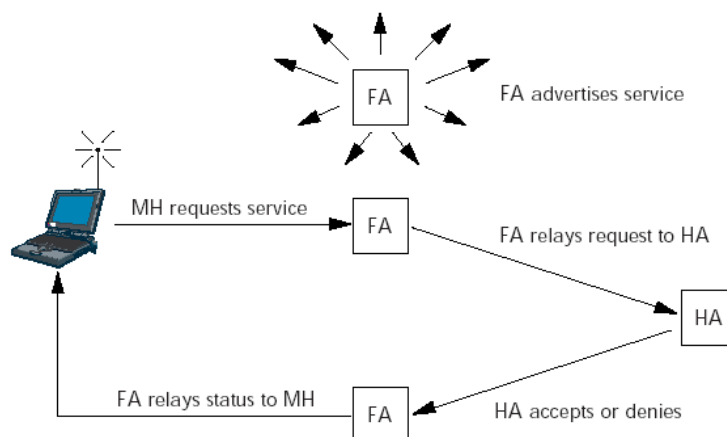 FA
FA advertises service
MH requests service
FA
FA relays request to HA
HA
FA relays status to MH
FA
HA accepts or denies